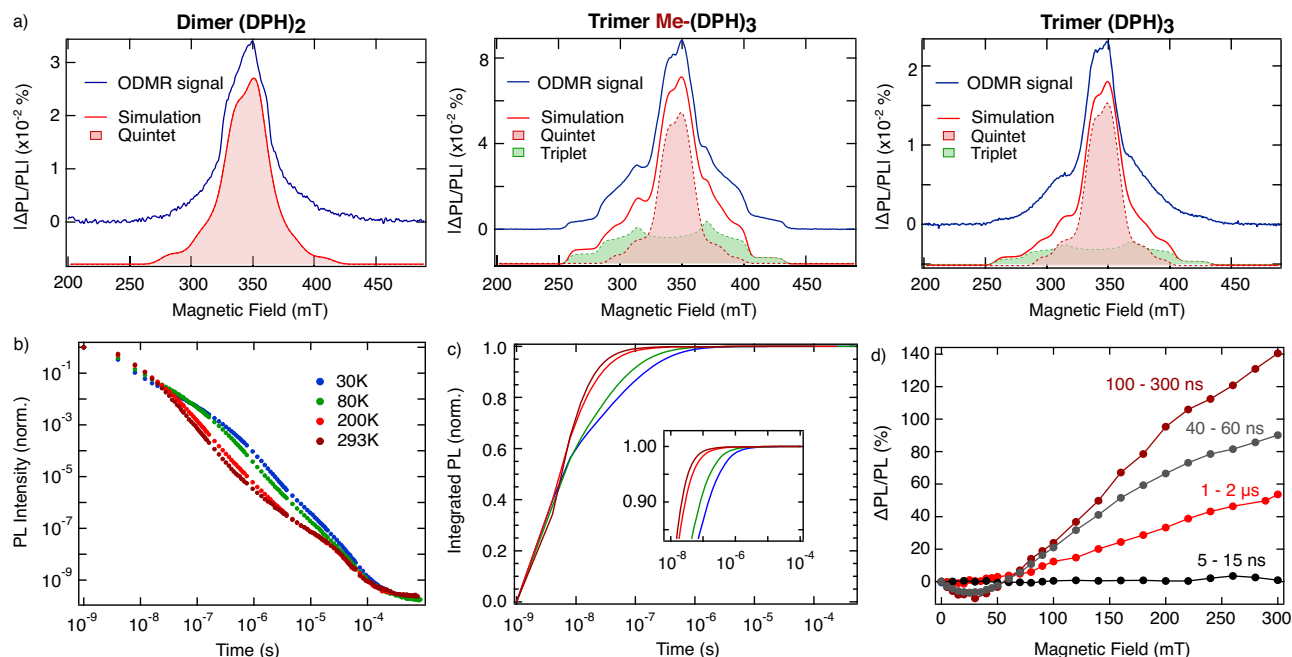 a)
Dimer (DPH)2
|ΔPL/PL| (x10-2 %)
3
2
1
0
ODMR signal
Simulation
Quintet
200 250 300 350 400 450
Magnetic Field (mT)
Trimer Me-(DPH)3
|ΔPL/PL| (x10-2 %)
8
4
0
ODMR signal
Simulation
Quintet
Triplet
200 250 300 350 400 450
Magnetic Field (mT)
Trimer (DPH)3
|ΔPL/PL| (x10-2 %)
2
1
0
ODMR signal
Simulation
Quintet
Triplet
200 250 300 350 400 450
Magnetic Field (mT)
b)
PL Intensity (norm.)
10-1
10-3
10-5
10-7
10-9
30K
80K
200K
293K
10-9 10-8 10-7 10-6 10-5 10-4 10-3
Time (s)
c)
Integrated PL (norm.)
1.0
0.8
0.6
0.4
0.2
0.0
1.00
0.90
10-8 10-6 10-4
10-9 10-8 10-7 10-6 10-5 10-4
Time (s)
d)
ΔPL/PL (%)
140
120
100
80
60
40
20
0
100 - 300 ns
40 - 60 ns
1 - 2 µs
5 - 15 ns
0 50 100 150 200 250 300
Magnetic Field (mT)